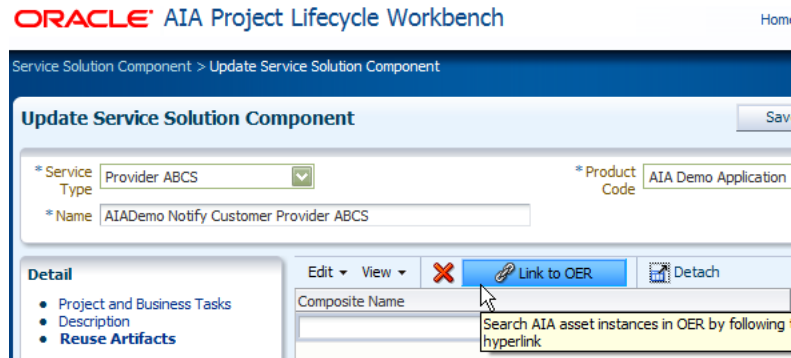 ORACLE AIA Project Lifecycle Workbench
Service Solution Component > Update Service Solution Component
Update Service Solution Component
* Service Type Provider ABCS * Product Code AIA Demo Application
* Name AIADemo Notify Customer Provider ABCS
Detail
Project and Business Tasks
Description
Reuse Artifacts
Edit View Link to OER Detach
Composite Name
Search AIA asset instances in OER by following
hyperlink